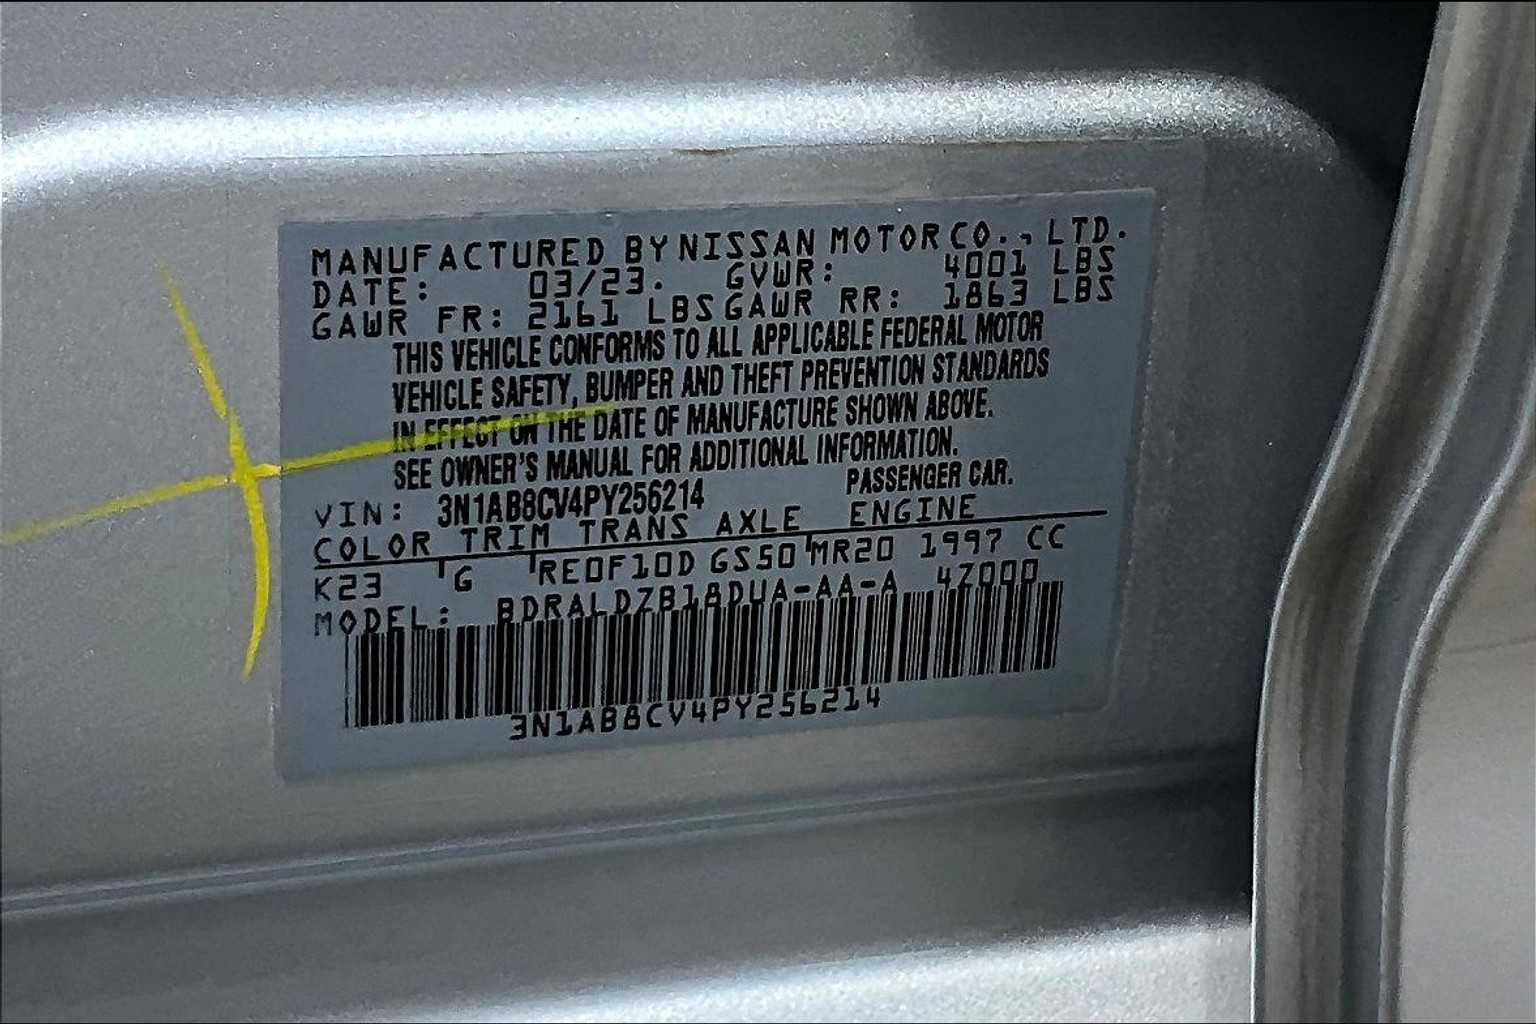 MANUFACTURED BY NISSAN MOTOR CO., LTD.
DATE: 03/23. GVWR: 4001 LBS
GAWR FR: 2161 LBS GAWR RR: 1863 LBS
THIS VEHICLE CONFORMS TO ALL APPLICABLE FEDERAL MOTOR
VEHICLE SAFETY, BUMPER AND THEFT PREVENTION STANDARDS
IN EFFECT ON THE DATE OF MANUFACTURE SHOWN ABOVE.
SEE OWNER'S MANUAL FOR ADDITIONAL INFORMATION.
VIN: 3N1AB8CV4PY256214 PASSENGER CAR.
COLOR TRIM TRANS AXLE ENGINE
K23 G RE0F10D GS50 MR20 1997 CC
MODEL: BDRALDZB18DUA-AA-A 47000
3N1AB8CV4PY256214